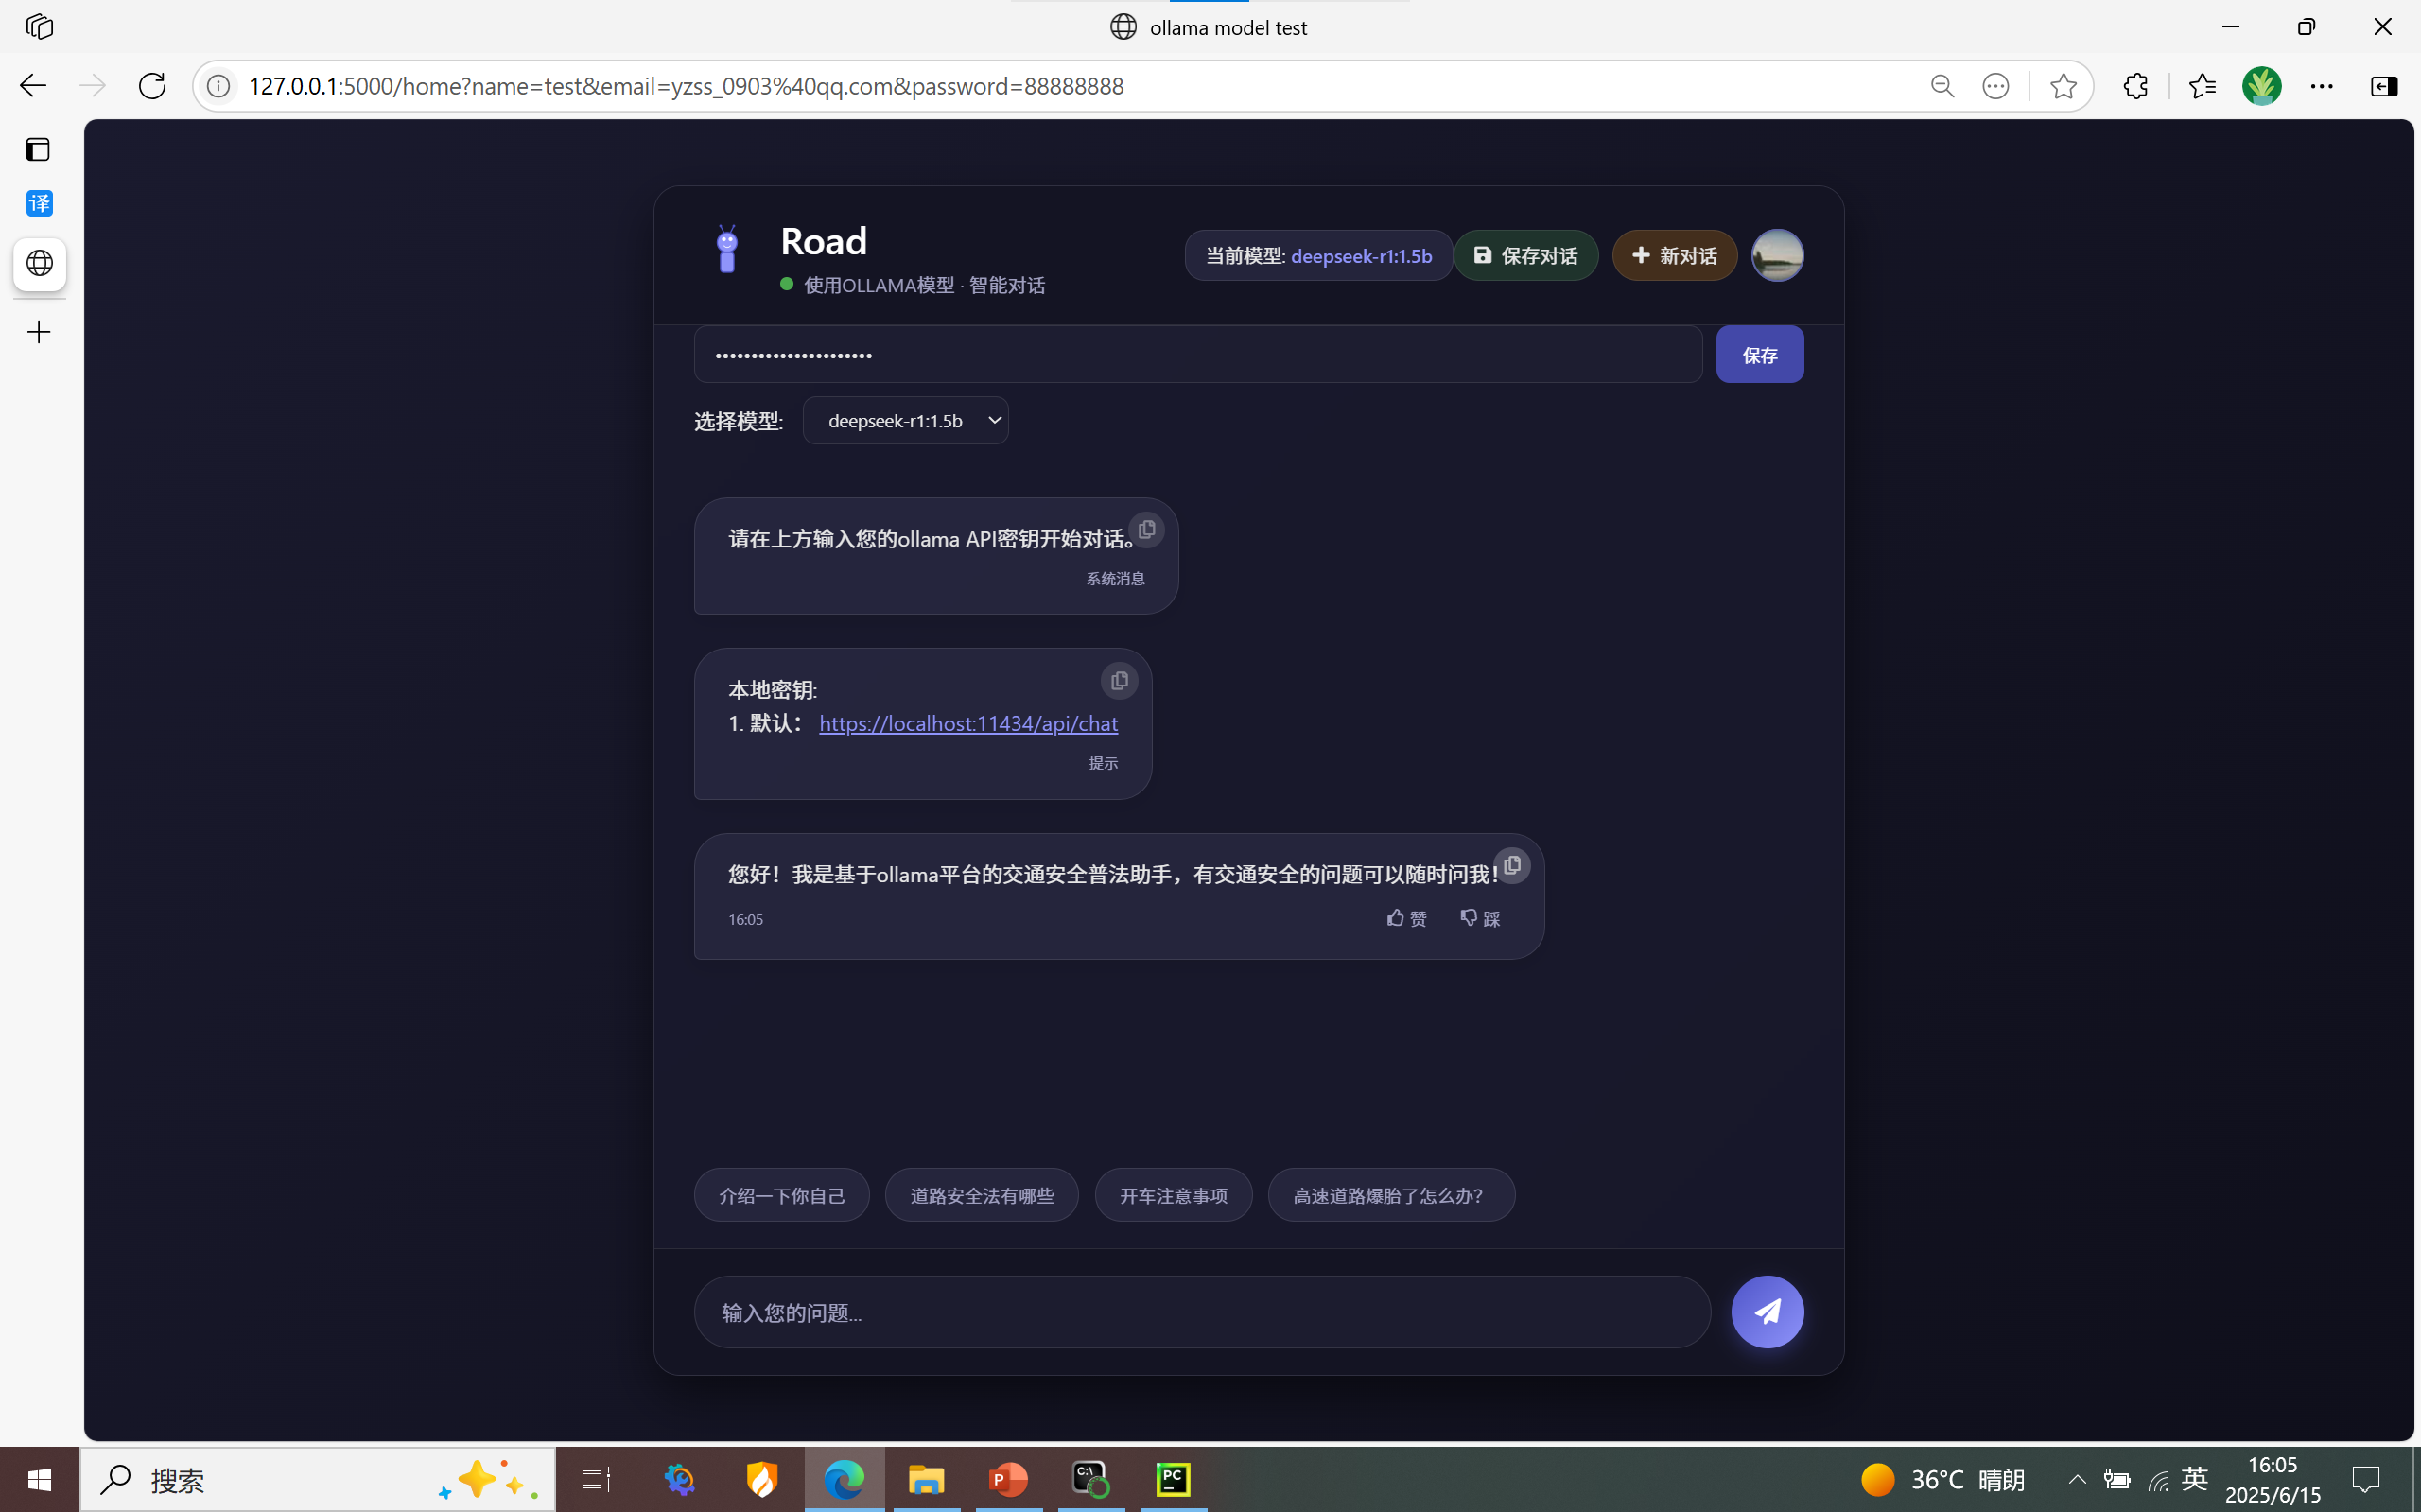 ollama model test
127.0.0.1:5000/home?name=test&email=yzss_0903%40qq.com&password=88888888
译
Road
使用OLLAMA模型 · 智能对话
当前模型: deepseek-r1:1.5b
保存对话
新对话
保存
选择模型:
deepseek-r1:1.5b
请在上方输入您的ollama API密钥开始对话。
系统消息
本地密钥:
1. 默认： https://localhost:11434/api/chat
提示
您好！我是基于ollama平台的交通安全普法助手，有交通安全的问题可以随时问我！
16:05
赞
踩
介绍一下你自己
道路安全法有哪些
开车注意事项
高速道路爆胎了怎么办？
输入您的问题...
搜索
P
C:\
PC
36°C 晴朗
英
16:05
2025/6/15